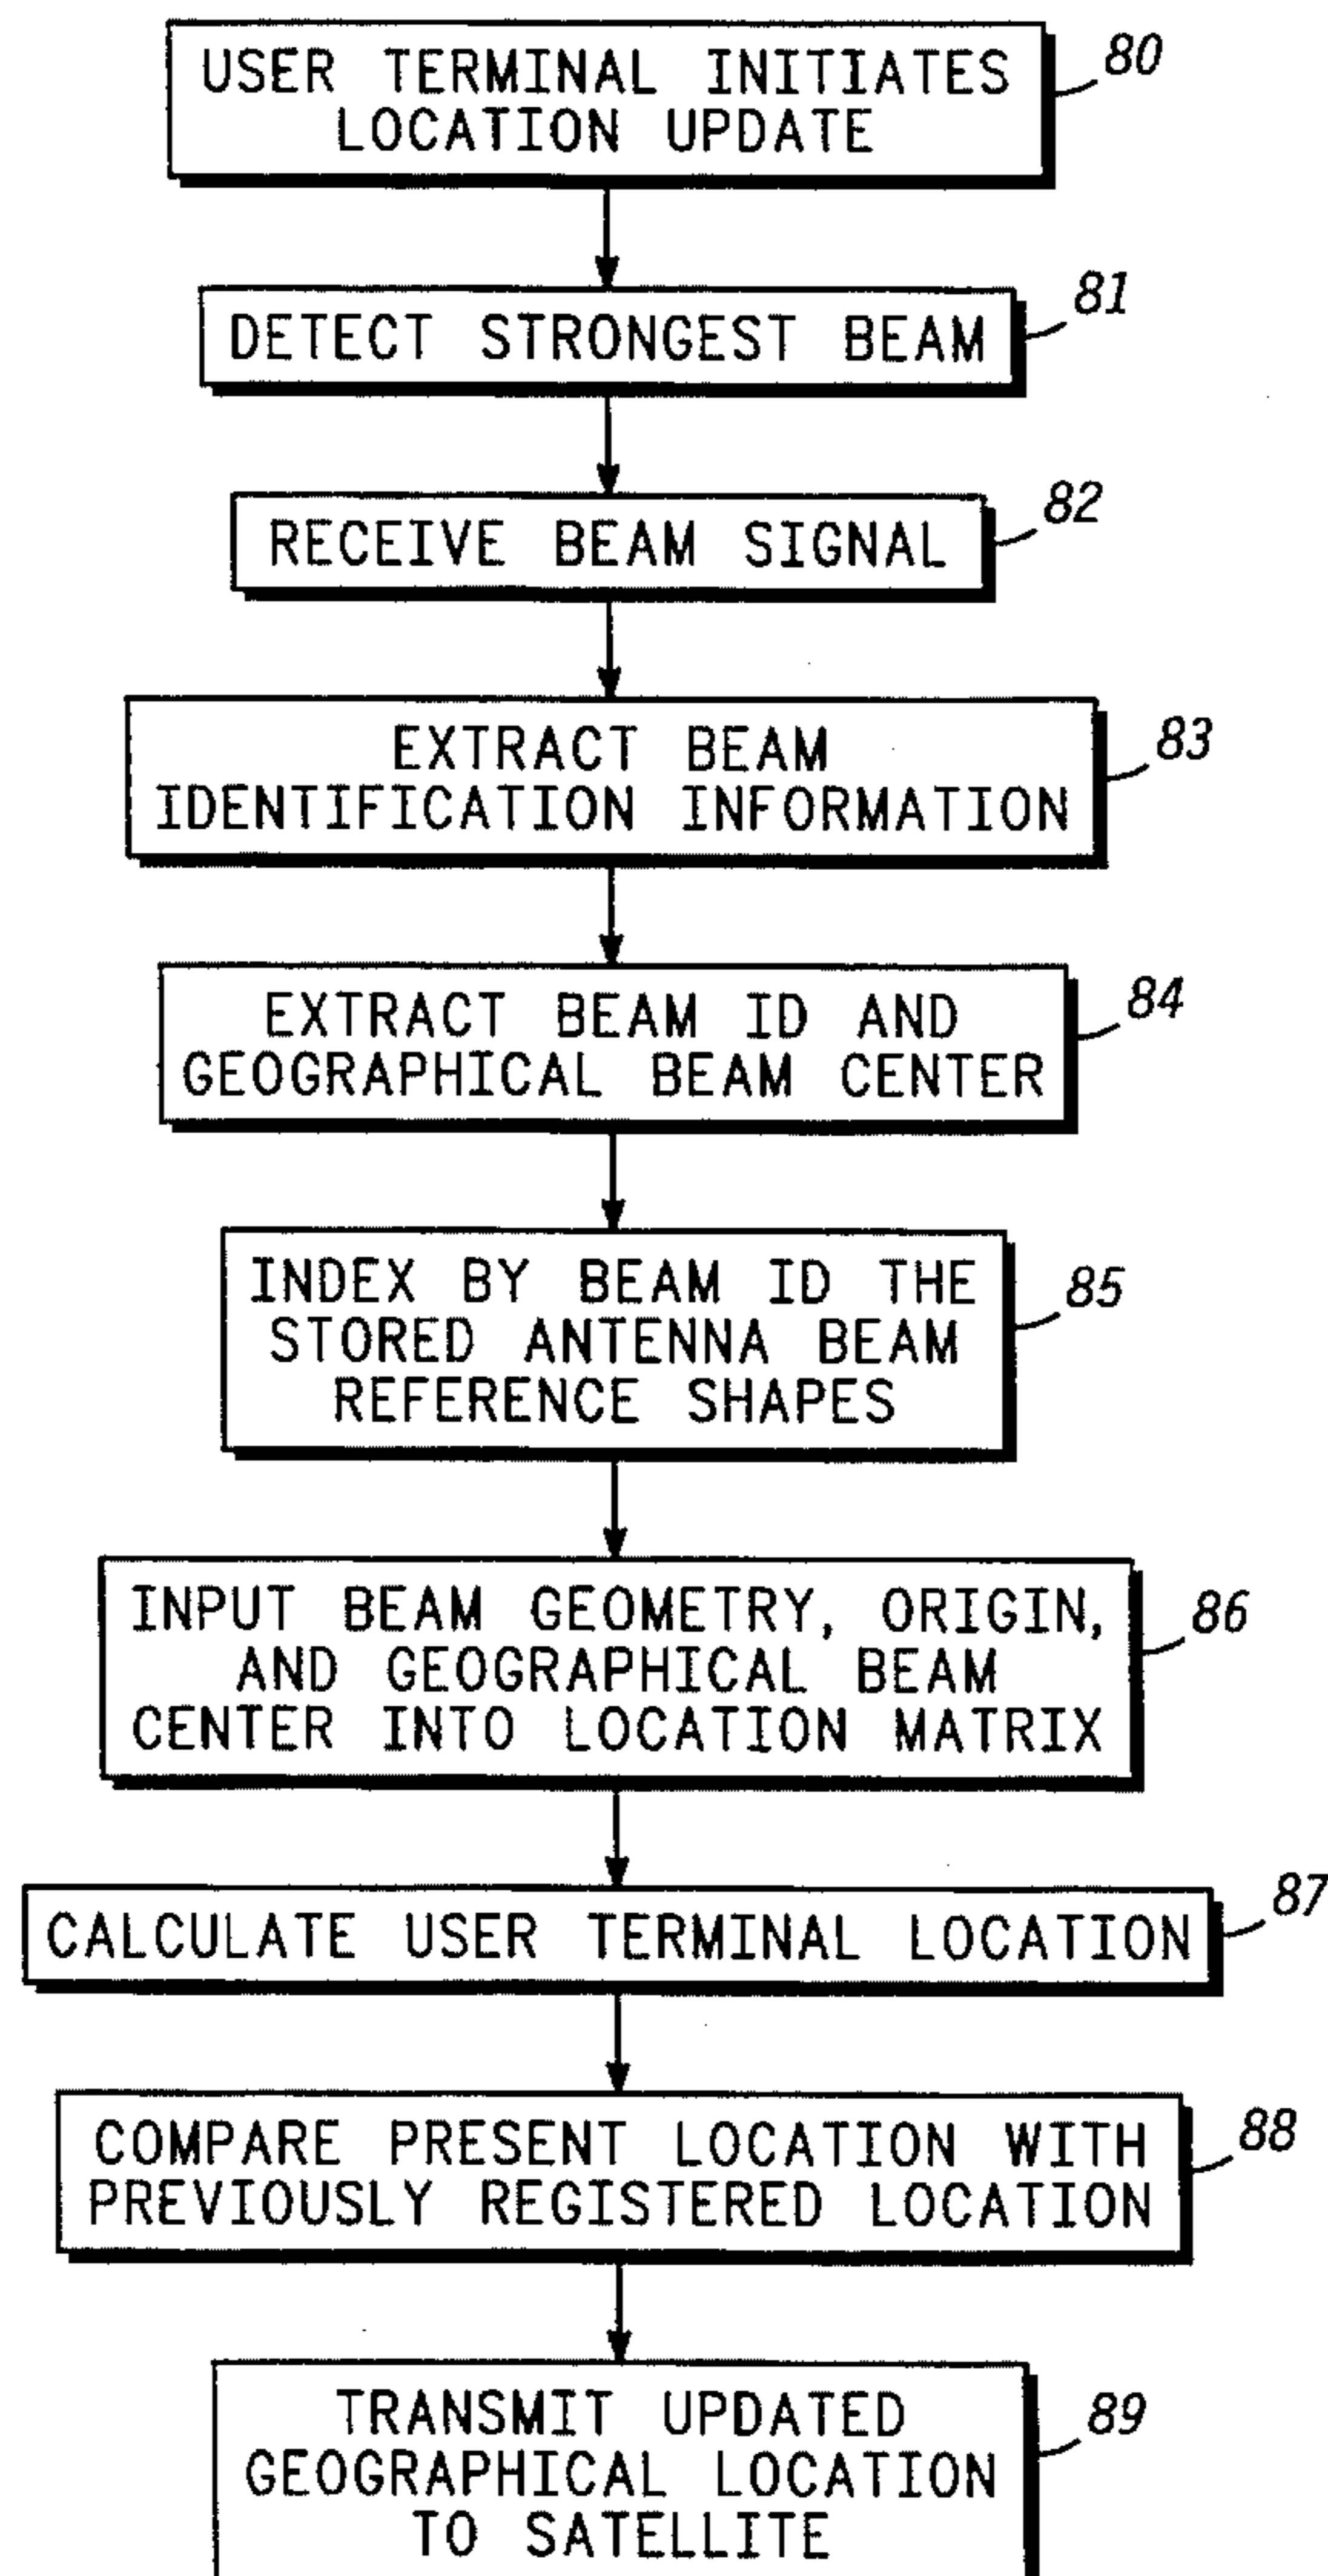 USER TERMINAL INITIATES
LOCATION UPDATE
80
DETECT STRONGEST BEAM
81
RECEIVE BEAM SIGNAL
82
EXTRACT BEAM
IDENTIFICATION INFORMATION
83
EXTRACT BEAM ID AND
GEOGRAPHICAL BEAM CENTER
84
INDEX BY BEAM ID THE
STORED ANTENNA BEAM
REFERENCE SHAPES
85
INPUT BEAM GEOMETRY, ORIGIN,
AND GEOGRAPHICAL BEAM
CENTER INTO LOCATION MATRIX
86
CALCULATE USER TERMINAL LOCATION
87
COMPARE PRESENT LOCATION WITH
PREVIOUSLY REGISTERED LOCATION
88
TRANSMIT UPDATED
GEOGRAPHICAL LOCATION
TO SATELLITE
89